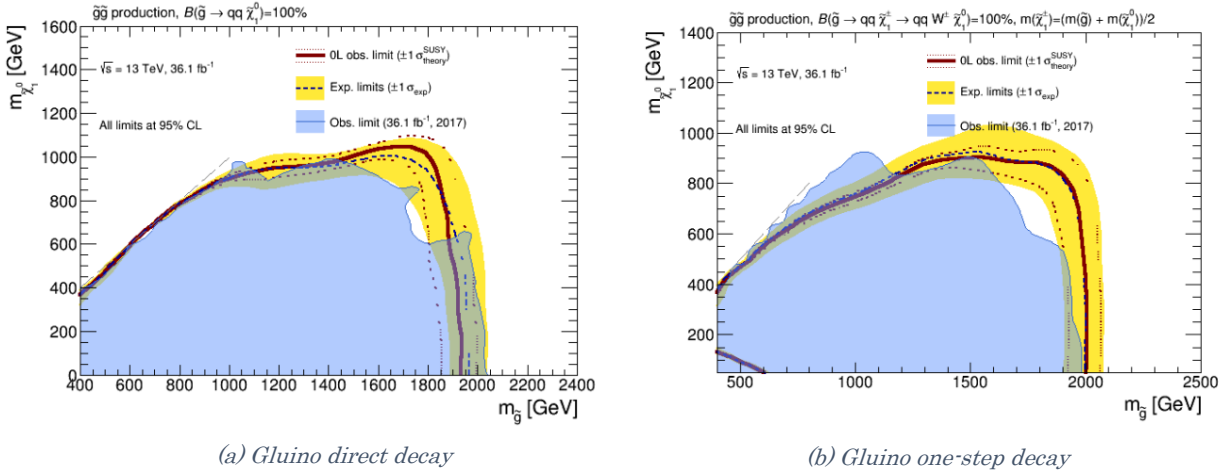 g̃g̃ production, B(g̃ → qq χ̃₁⁰)=100%
m_χ̃₁⁰ [GeV]
1600
1400
1200
1000
800
600
400
200
0
√s = 13 TeV, 36.1 fb⁻¹
All limits at 95% CL
0L obs. limit (±1 σ^SUSY_theory)
Exp. limits (±1 σ_exp)
Obs. limit (36.1 fb⁻¹, 2017)
400 600 800 1000 1200 1400 1600 1800 2000 2200 2400
m_g̃ [GeV]
(a) Gluino direct decay
g̃g̃ production, B(g̃ → qq χ̃₁± → qq W± χ̃₁⁰)=100%, m(χ̃₁±)=(m(g̃) + m(χ̃₁⁰))/2
m_χ̃₁⁰ [GeV]
1400
1200
1000
800
600
400
200
√s = 13 TeV, 36.1 fb⁻¹
All limits at 95% CL
0L obs. limit (±1 σ^SUSY_theory)
Exp. limits (±1 σ_exp)
Obs. limit (36.1 fb⁻¹, 2017)
500 1000 1500 2000 2500
m_g̃ [GeV]
(b) Gluino one-step decay